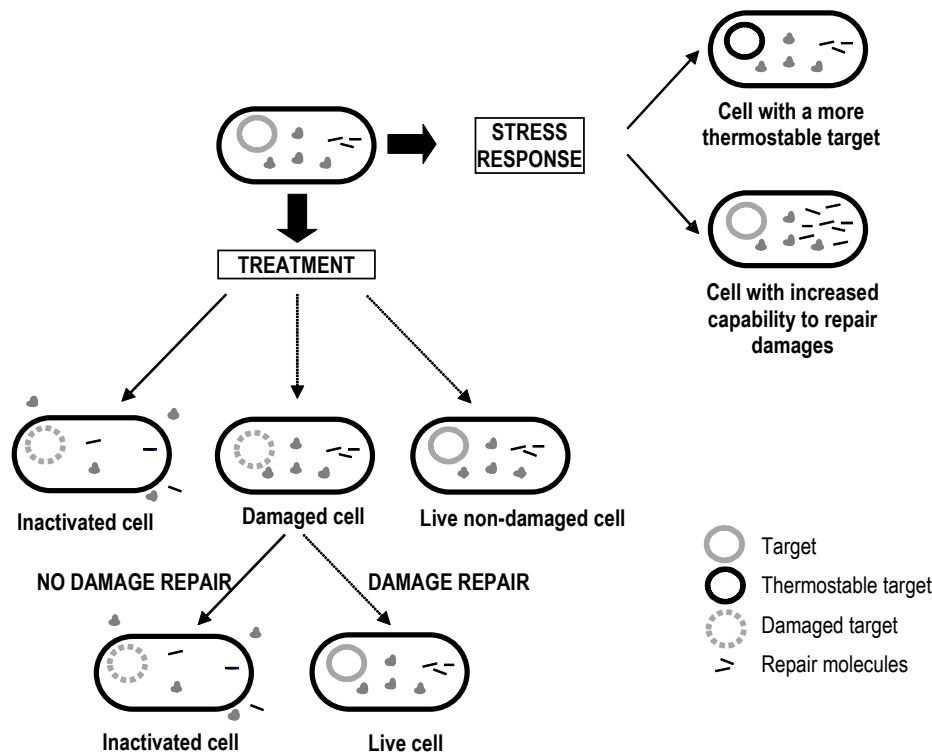 Cell with a more
thermostable target
STRESS
RESPONSE
Cell with increased
capability to repair
damages
TREATMENT
Inactivated cell
Damaged cell
Live non-damaged cell
NO DAMAGE REPAIR
DAMAGE REPAIR
Inactivated cell
Live cell
Target
Thermostable target
Damaged target
Repair molecules